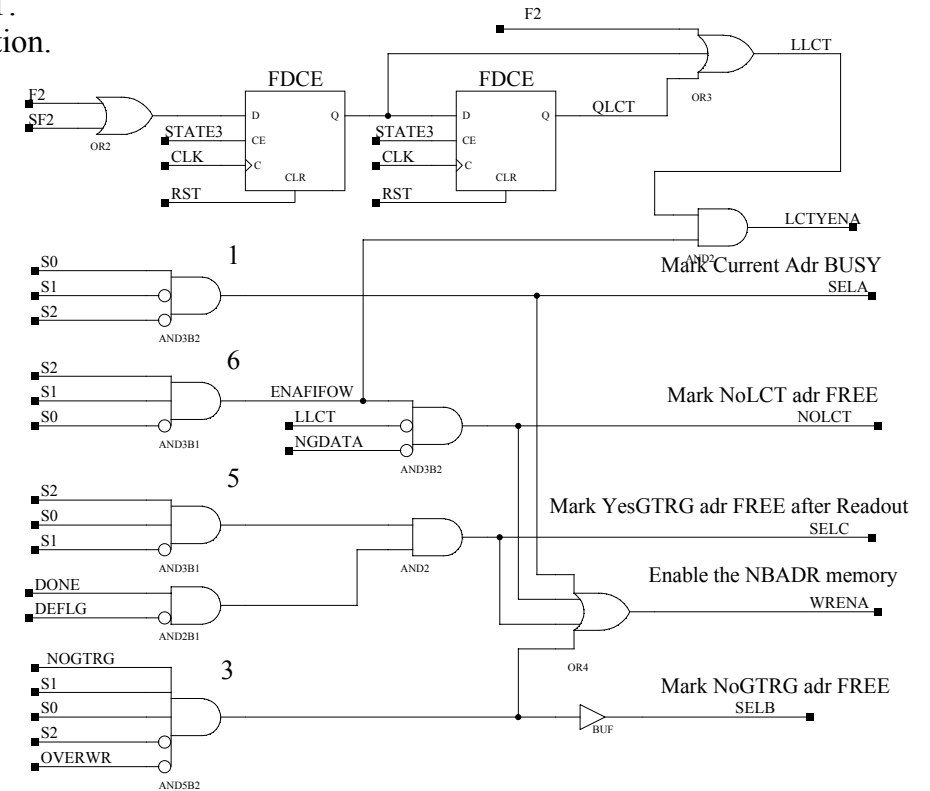 1.
tion.
F2
LLCT
OR3
FDCE
FDCE
F2
SF2
OR2
D
Q
CE
C
CLR
STATE3
CLK
RST
D
Q
CE
C
CLR
STATE3
CLK
RST
QLCT
LCTYENA
AND2
Mark Current Adr BUSY
SELA
1
S0
S1
S2
AND3B2
6
S2
S1
S0
AND3B1
ENAFIFOW
LLCT
NGDATA
AND3B2
Mark NoLCT adr FREE
NOLCT
5
S2
S0
S1
AND3B1
AND2
Mark YesGTRG adr FREE after Readout
SELC
DONE
DEFLG
AND2B1
Enable the NBADR memory
WRENA
OR4
3
NOGTRG
S1
S0
S2
OVERWR
AND5B2
Mark NoGTRG adr FREE
SELB
BUF